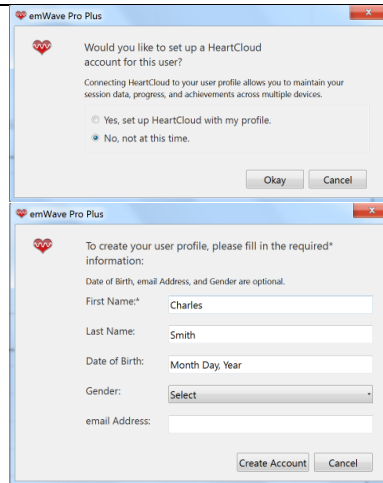 emWave Pro Plus
x
Would you like to set up a HeartCloud
account for this user?
Connecting HeartCloud to your user profile allows you to maintain your
session data, progress, and achievements across multiple devices.
Yes, set up HeartCloud with my profile.
No, not at this time.
Okay Cancel
emWave Pro Plus
x
To create your user profile, please fill in the required*
information:
Date of Birth, email Address, and Gender are optional.
First Name:* Charles
Last Name: Smith
Date of Birth: Month Day, Year
Gender: Select
email Address:
Create Account Cancel